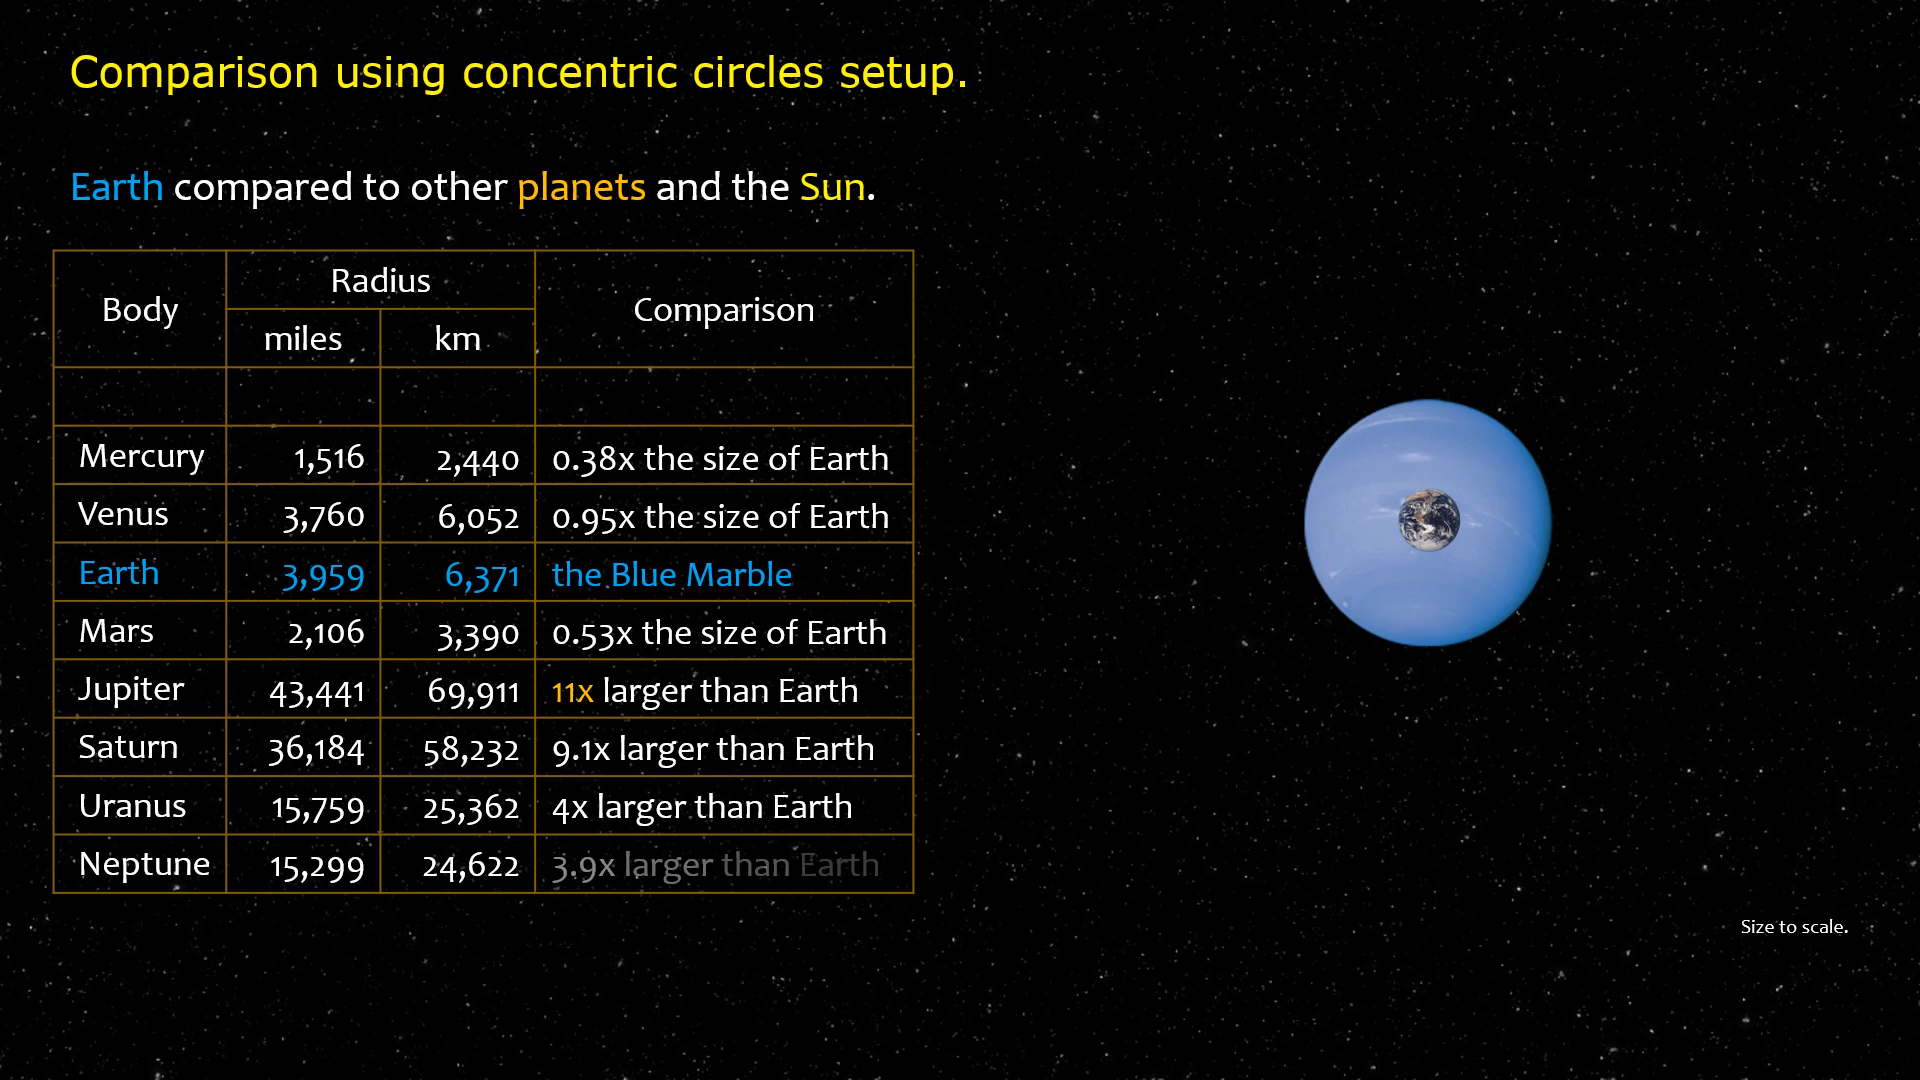 Comparison using concentric circles setup.
Earth compared to other planets and the Sun.
Body Radius Comparison
miles km
Mercury 1,516 2,440 0.38x the size of Earth
Venus 3,760 6,052 0.95x the size of Earth
Earth 3,959 6,371 the Blue Marble
Mars 2,106 3,390 0.53x the size of Earth
Jupiter 43,441 69,911 11x larger than Earth
Saturn 36,184 58,232 9.1x larger than Earth
Uranus 15,759 25,362 4x larger than Earth
Neptune 15,299 24,622 3.9x larger than Earth
Size to scale.